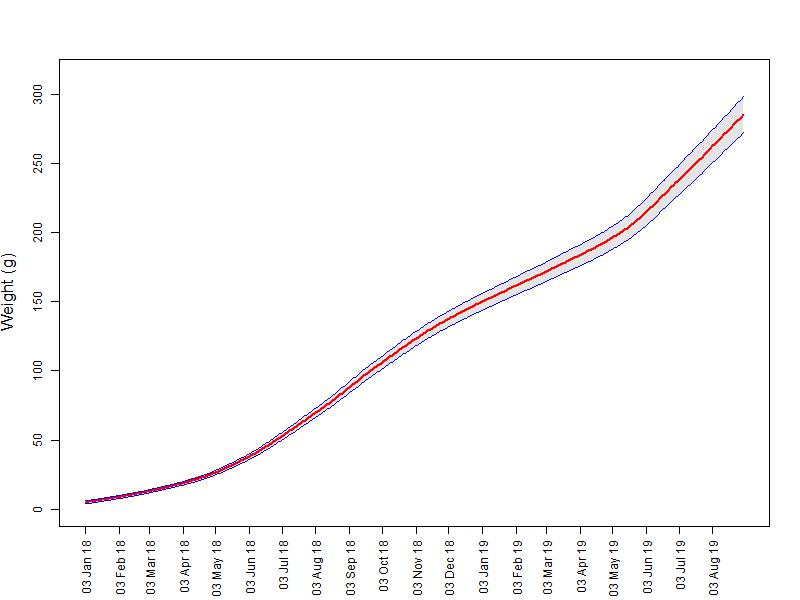 Weight (g)
300
250
200
150
100
50
0
03 Jan 18
03 Feb 18
03 Mar 18
03 Apr 18
03 May 18
03 Jun 18
03 Jul 18
03 Aug 18
03 Sep 18
03 Oct 18
03 Nov 18
03 Dec 18
03 Jan 19
03 Feb 19
03 Mar 19
03 Apr 19
03 May 19
03 Jun 19
03 Jul 19
03 Aug 19